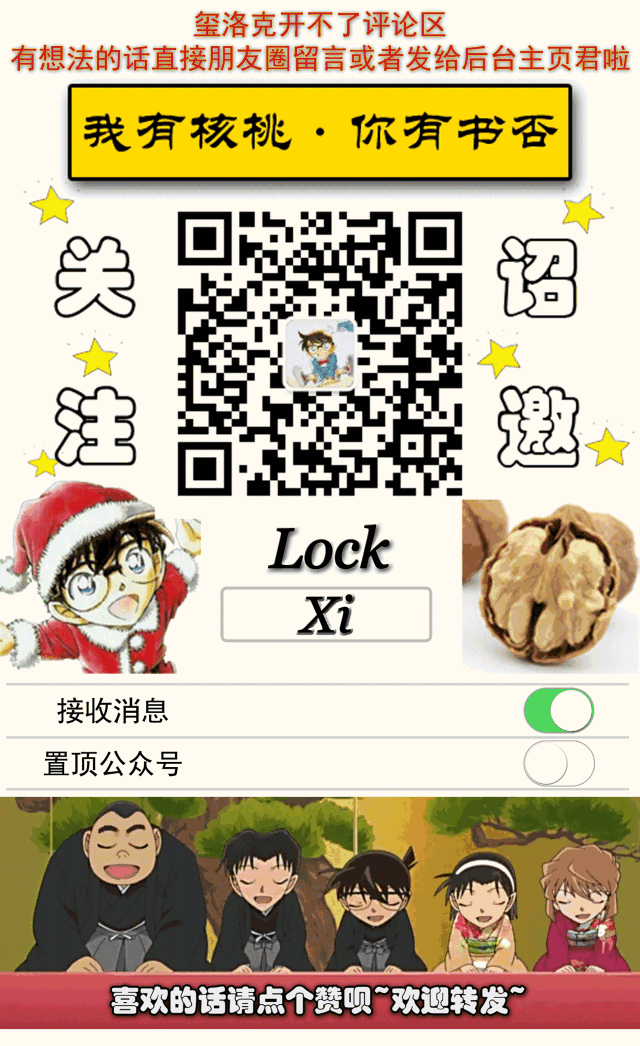 玺洛克开不了评论区
有想法的话直接朋友圈留言或者发给后台主页君啦
我有核桃·你有书否
关注
诏邀
Lock
Xi
接收消息
置顶公众号
喜欢的话请点个赞呗~欢迎转发~